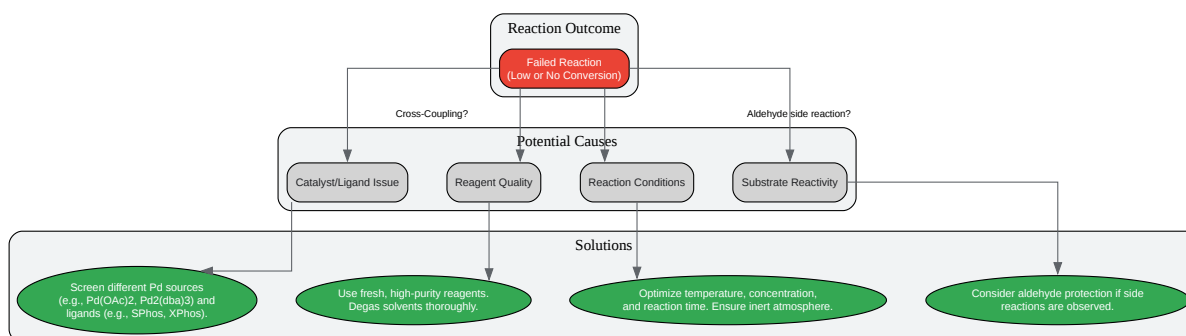 Reaction Outcome
Failed Reaction
(Low or No Conversion)
Cross-Coupling?
Aldehyde side reaction?
Potential Causes
Catalyst/Ligand Issue
Reagent Quality
Reaction Conditions
Substrate Reactivity
Solutions
Screen different Pd sources
(e.g., Pd(OAc)2, Pd2(dba)3) and
ligands (e.g., SPhos, XPhos).
Use fresh, high-purity reagents.
Degas solvents thoroughly.
Optimize temperature, concentration,
and reaction time. Ensure inert atmosphere.
Consider aldehyde protection if side
reactions are observed.